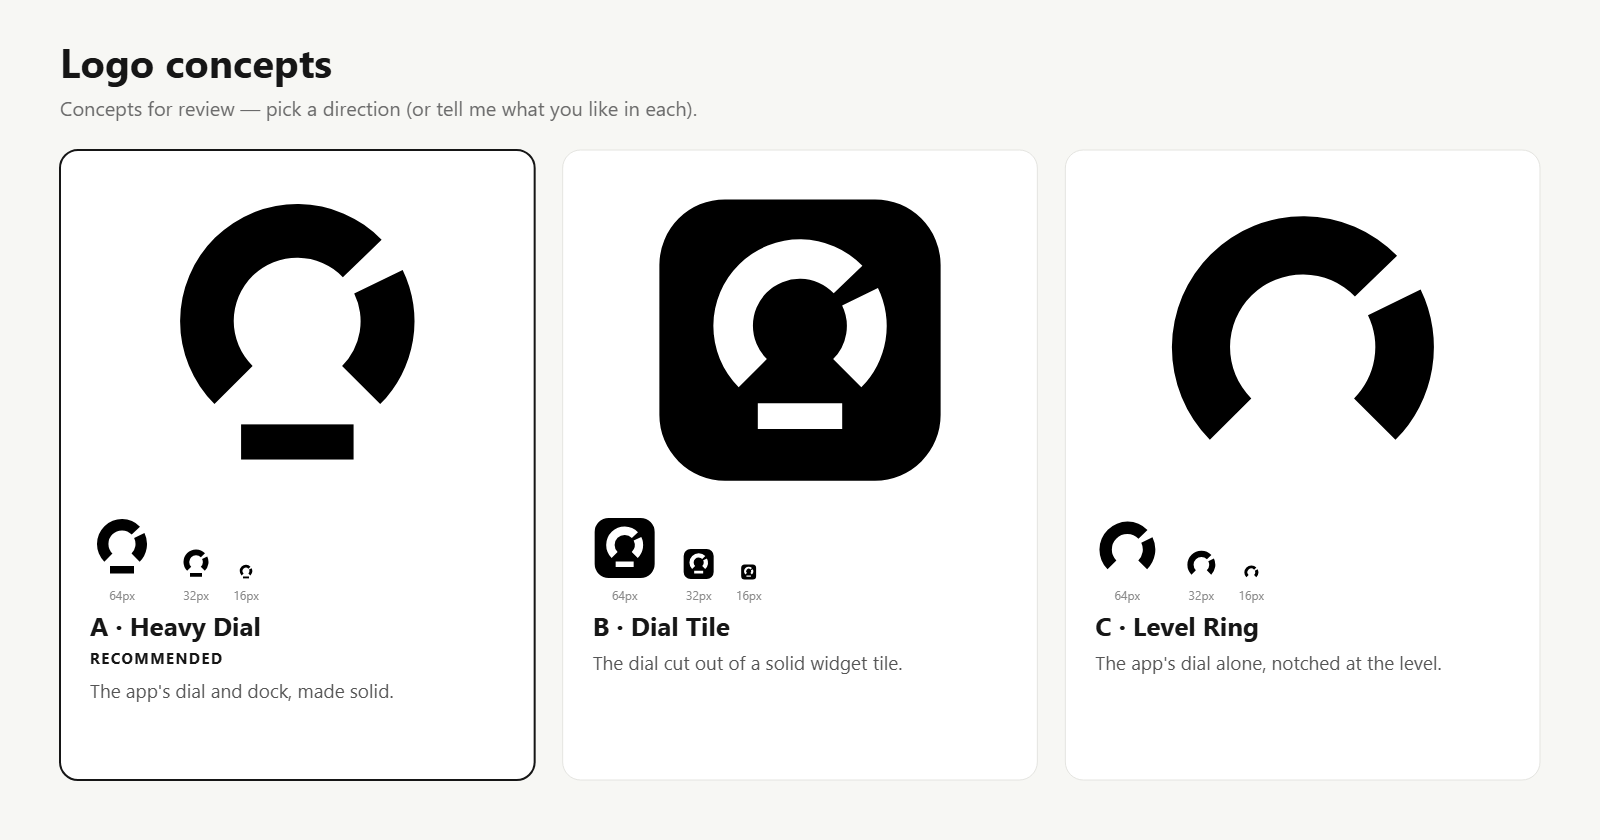 Logo concepts
Concepts for review — pick a direction (or tell me what you like in each).
64px 32px 16px
A · Heavy Dial
RECOMMENDED
The app's dial and dock, made solid.
64px 32px 16px
B · Dial Tile
The dial cut out of a solid widget tile.
64px 32px 16px
C · Level Ring
The app's dial alone, notched at the level.